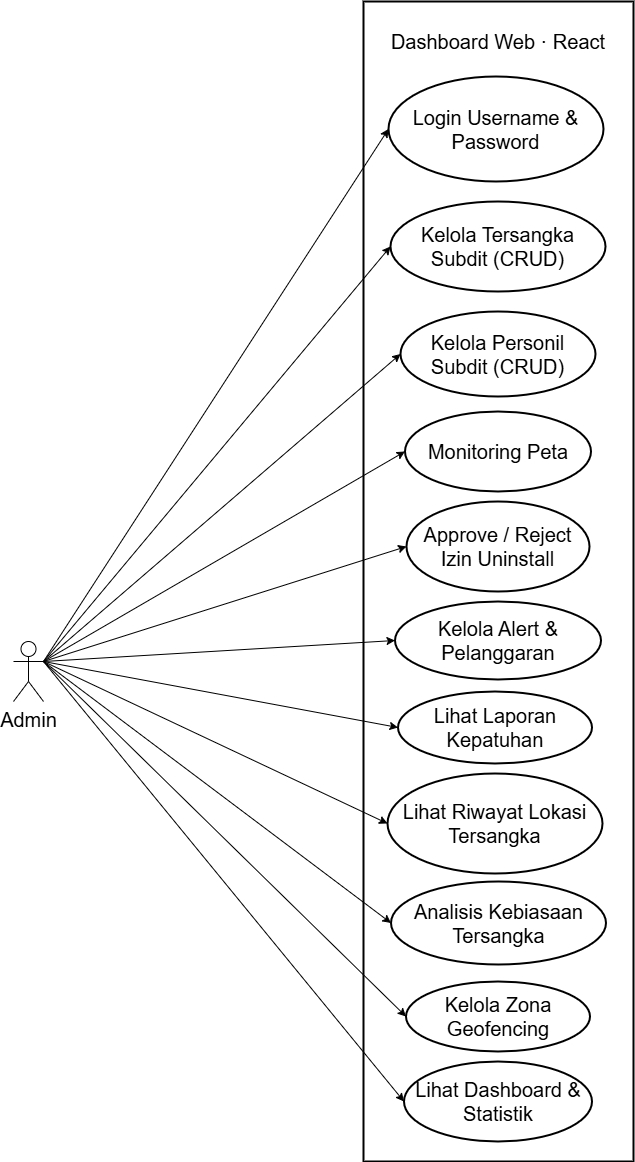 Dashboard Web · React
Login Username &
Password
Kelola Tersangka
Subdit (CRUD)
Kelola Personil
Subdit (CRUD)
Monitoring Peta
Approve / Reject
Izin Uninstall
Kelola Alert &
Pelanggaran
Admin
Lihat Laporan
Kepatuhan
Lihat Riwayat Lokasi
Tersangka
Analisis Kebiasaan
Tersangka
Kelola Zona
Geofencing
Lihat Dashboard &
Statistik